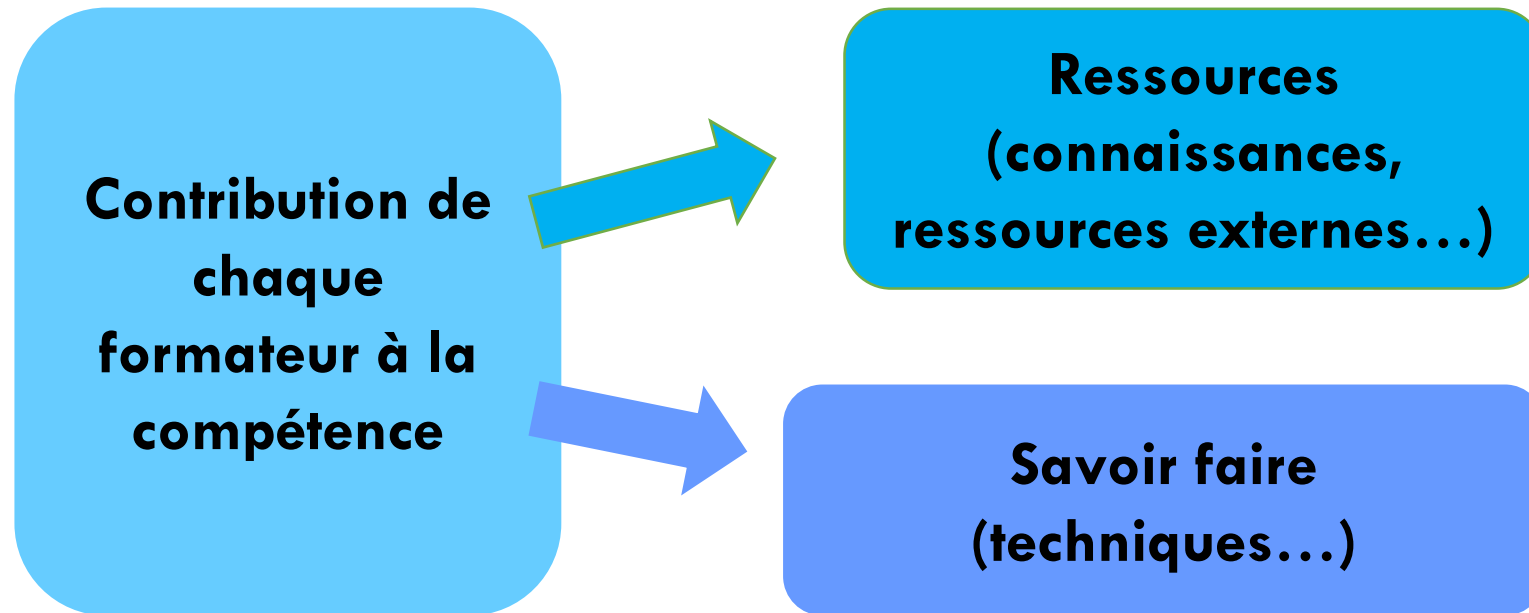 Contribution de
chaque
formateur à la
compétence
Ressources
(connaissances,
ressources externes…)
Savoir faire
(techniques…)